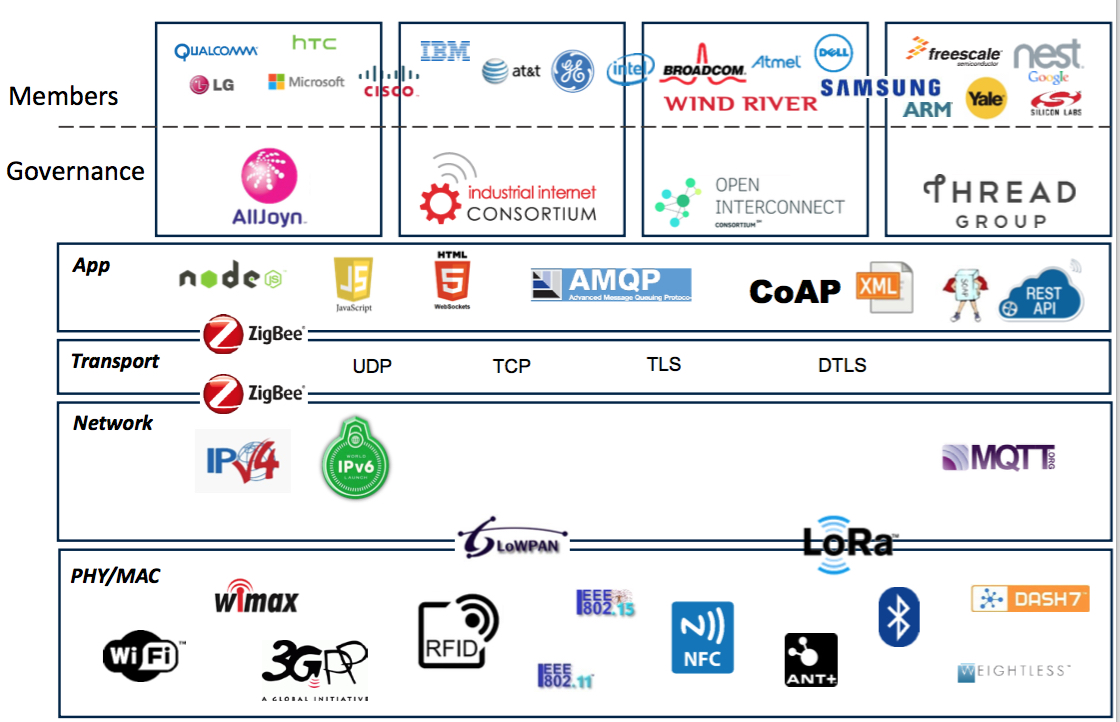 Members
QUALCOMM
hTC
LG
Microsoft
CISCO
IBM
at&t
GE
intel
BROADCOM
Atmel
DELL
WIND RIVER
SAMSUNG
freescale
semiconductor
nest
Google
ARM
Yale
SILICON LABS
Governance
AllJoyn
industrial internet
CONSORTIUM
OPEN
INTERCONNECT
CONSORTIUM
THREAD
GROUP
App
node
JS
JS
JavaScript
HTML
5
WebSockets
AMQP
Advanced Message Queuing Protoco
CoAP
XML
SOAP
REST
API
ZigBee
Transport
UDP
TCP
TLS
DTLS
ZigBee
Network
IPv4
WORLD
IPv6
LAUNCH
MQTT.ORG
6LoWPAN
LoRa
PHY/MAC
wimax
WiFi
3GPP
A GLOBAL INITIATIVE
RFID
IEEE
802.15
IEEE
802.11
NFC
ANT+
DASH7
WEIGHTLESS